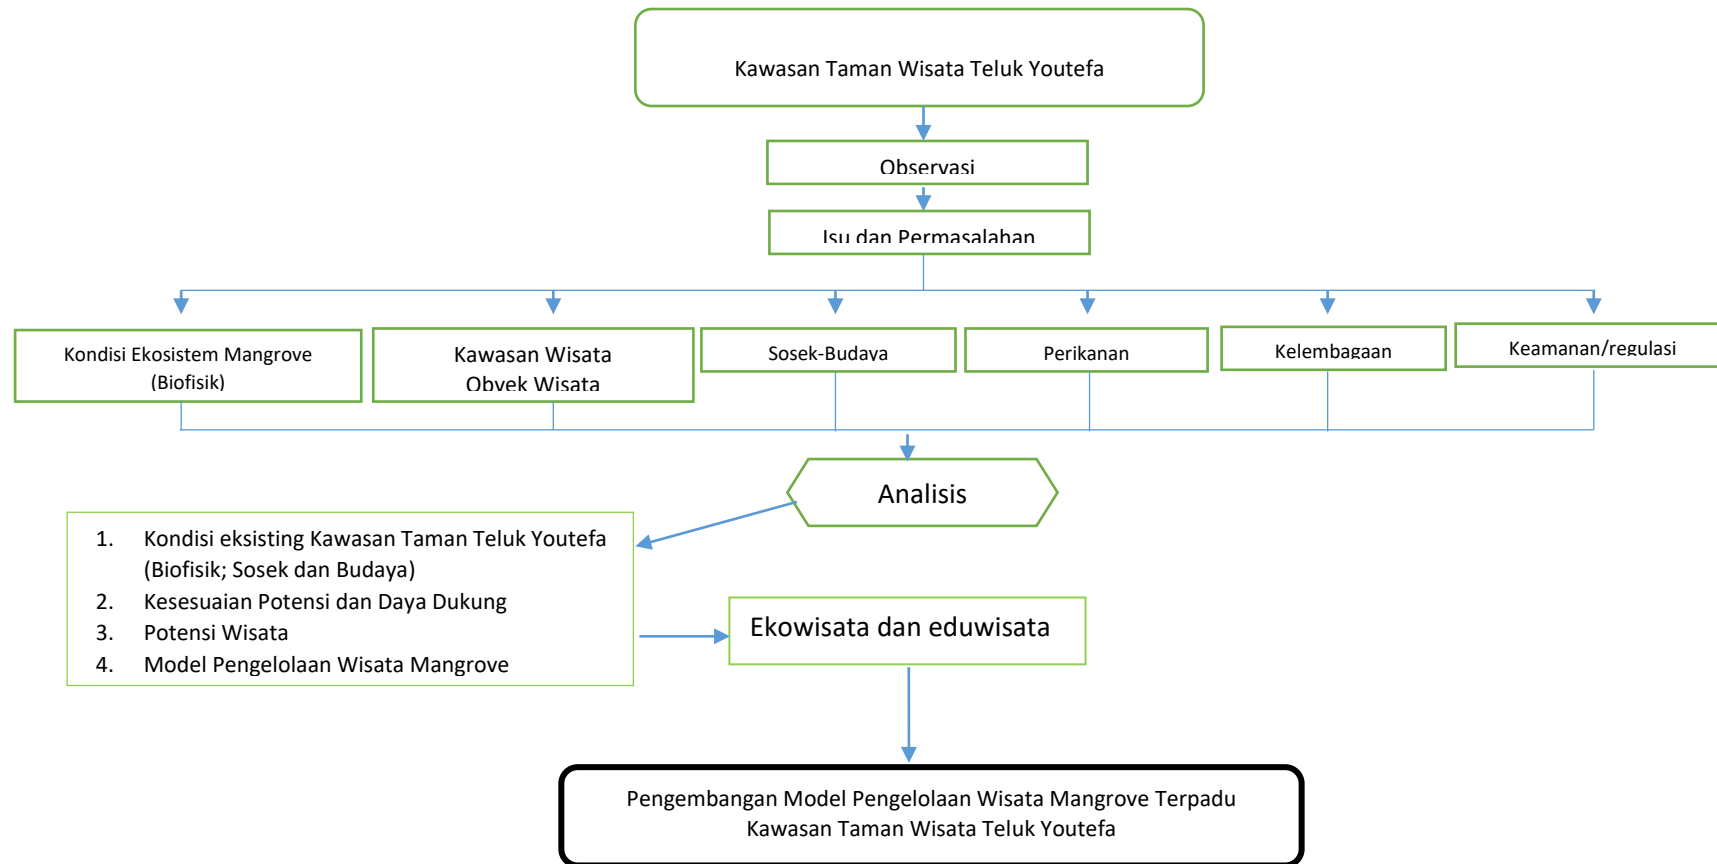 Kawasan Taman Wisata Teluk Youtefa
Observasi
Isu dan Permasalahan
Kondisi Ekosistem Mangrove
(Biofisik)
Kawasan Wisata
Obyek Wisata
Sosek-Budaya
Perikanan
Kelembagaan
Keamanan/regulasi
Analisis
1. Kondisi eksisting Kawasan Taman Teluk Youtefa
(Biofisik; Sosek dan Budaya)
2. Kesesuaian Potensi dan Daya Dukung
3. Potensi Wisata
4. Model Pengelolaan Wisata Mangrove
Ekowisata dan eduwisata
Pengembangan Model Pengelolaan Wisata Mangrove Terpadu
Kawasan Taman Wisata Teluk Youtefa